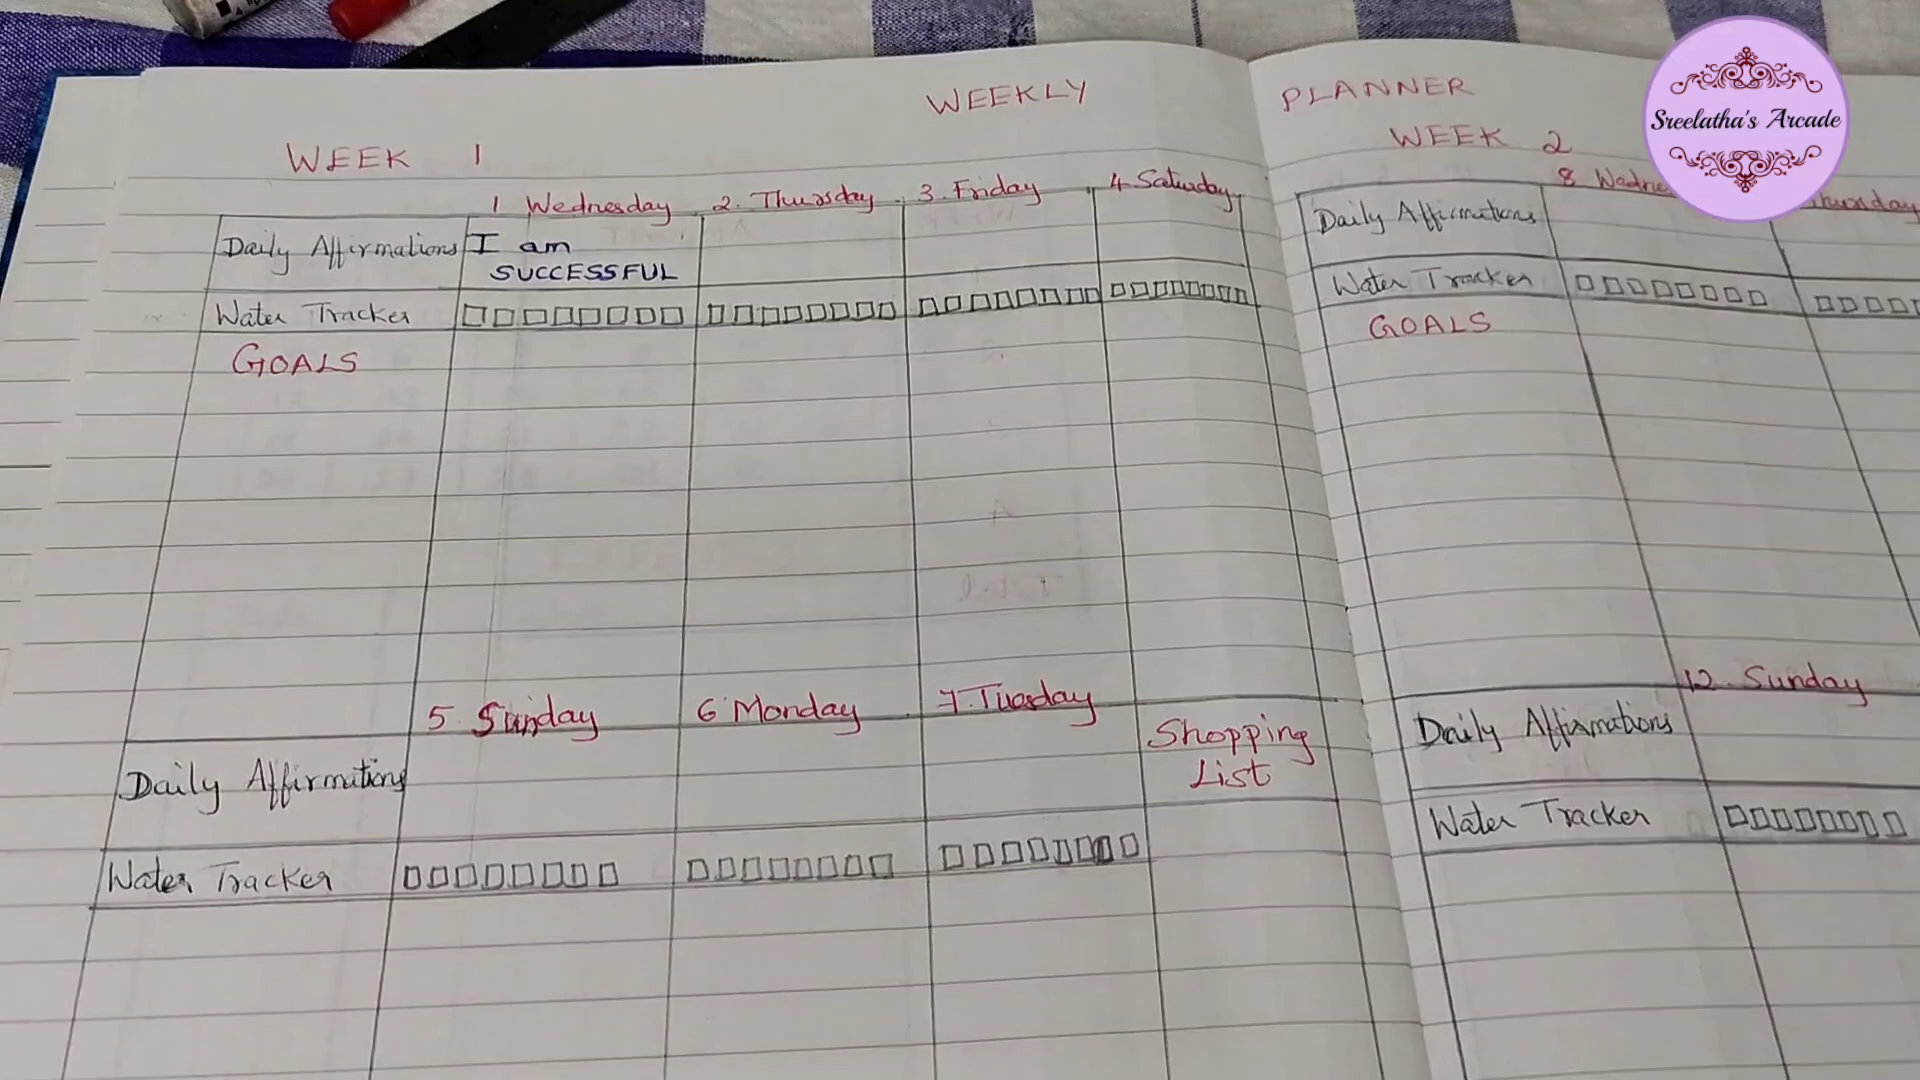 WEEKLY PLANNER
WEEK 1
1 Wednesday 2. Thursday 3. Friday 4 Saturday
Daily Affirmations I am
SUCCESSFUL
Water Tracker
GOALS
5. Sunday 6 Monday 7. Tuesday
Shopping
List
Daily Affirmations
Water Tracker
WEEK 2
8
Daily Affirmations
Water Tracker
GOALS
12. Sunday
Daily Affirmations
Water Tracker
Sreelatha's Arcade